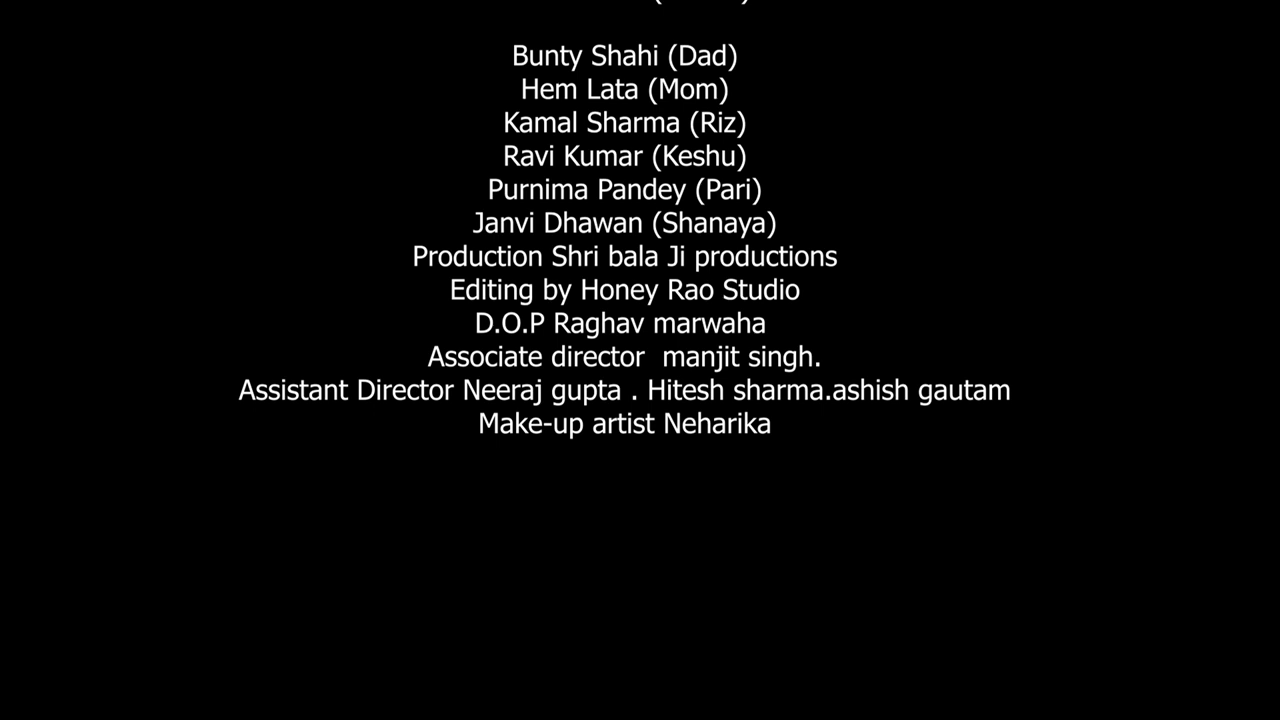 Bunty Shahi (Dad)
Hem Lata (Mom)
Kamal Sharma (Riz)
Ravi Kumar (Keshu)
Purnima Pandey (Pari)
Janvi Dhawan (Shanaya)
Production Shri bala Ji productions
Editing by Honey Rao Studio
D.O.P Raghav marwaha
Associate director  manjit singh.
Assistant Director Neeraj gupta . Hitesh sharma.ashish gautam
Make-up artist Neharika